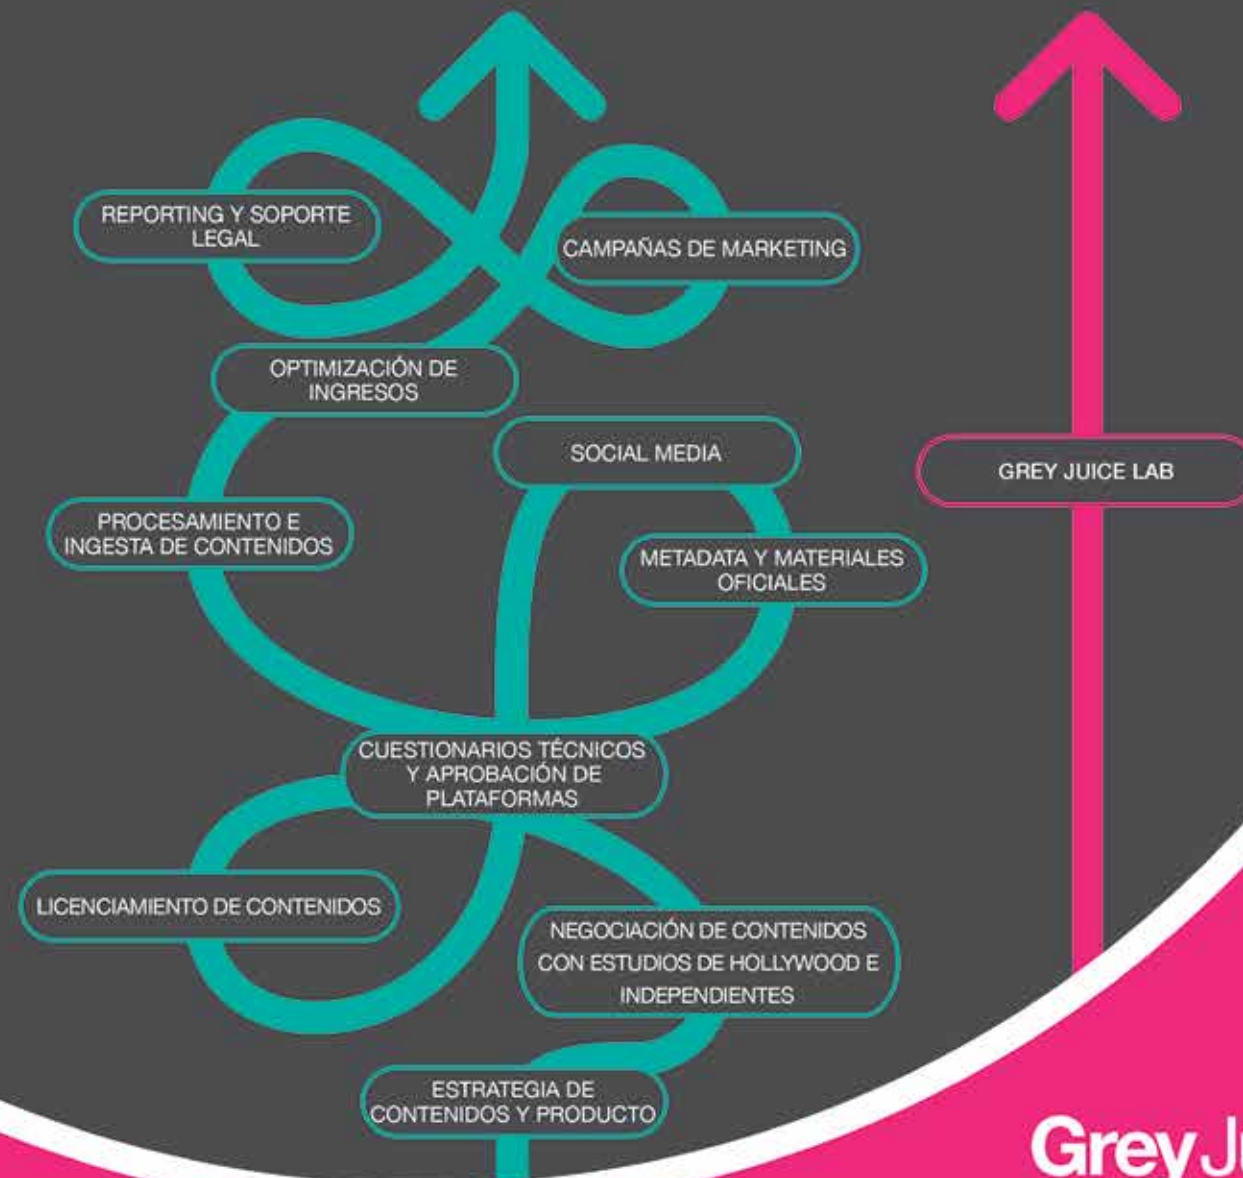 REPORTING Y SOPORTE
LEGAL
CAMPAÑAS DE MARKETING
OPTIMIZACIÓN DE
INGRESOS
SOCIAL MEDIA
GREY JUICE LAB
PROCESAMIENTO E
INGESTA DE CONTENIDOS
METADATA Y MATERIALES
OFICIALES
CUESTIONARIOS TÉCNICOS
Y APROBACIÓN DE
PLATAFORMAS
LICENCIAMIENTO DE CONTENIDOS
NEGOCIACIÓN DE CONTENIDOS
CON ESTUDIOS DE HOLLYWOOD E
INDEPENDIENTES
ESTRATEGIA DE
CONTENIDOS Y PRODUCTO
GreyJu